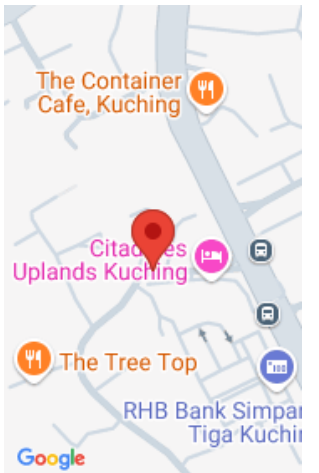 The Container
Cafe, Kuching
Uplands Kuching
The Tree Top
RHB Bank
Tiga
Google